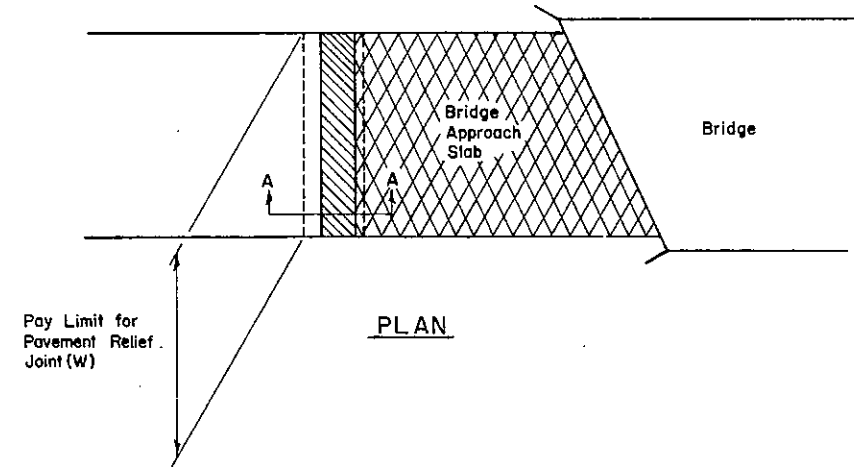 Bridge
Approach
Slab
Bridge
A A
Pay Limit for
Pavement Relief
Joint (W)
PLAN